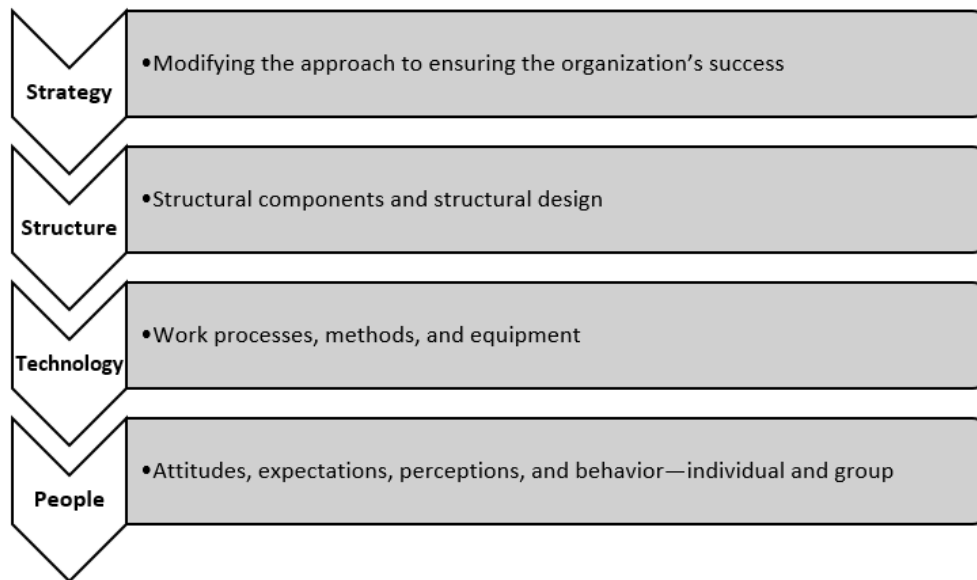 Strategy
•Modifying the approach to ensuring the organization’s success
Structure
•Structural components and structural design
Technology
•Work processes, methods, and equipment
People
•Attitudes, expectations, perceptions, and behavior—individual and group